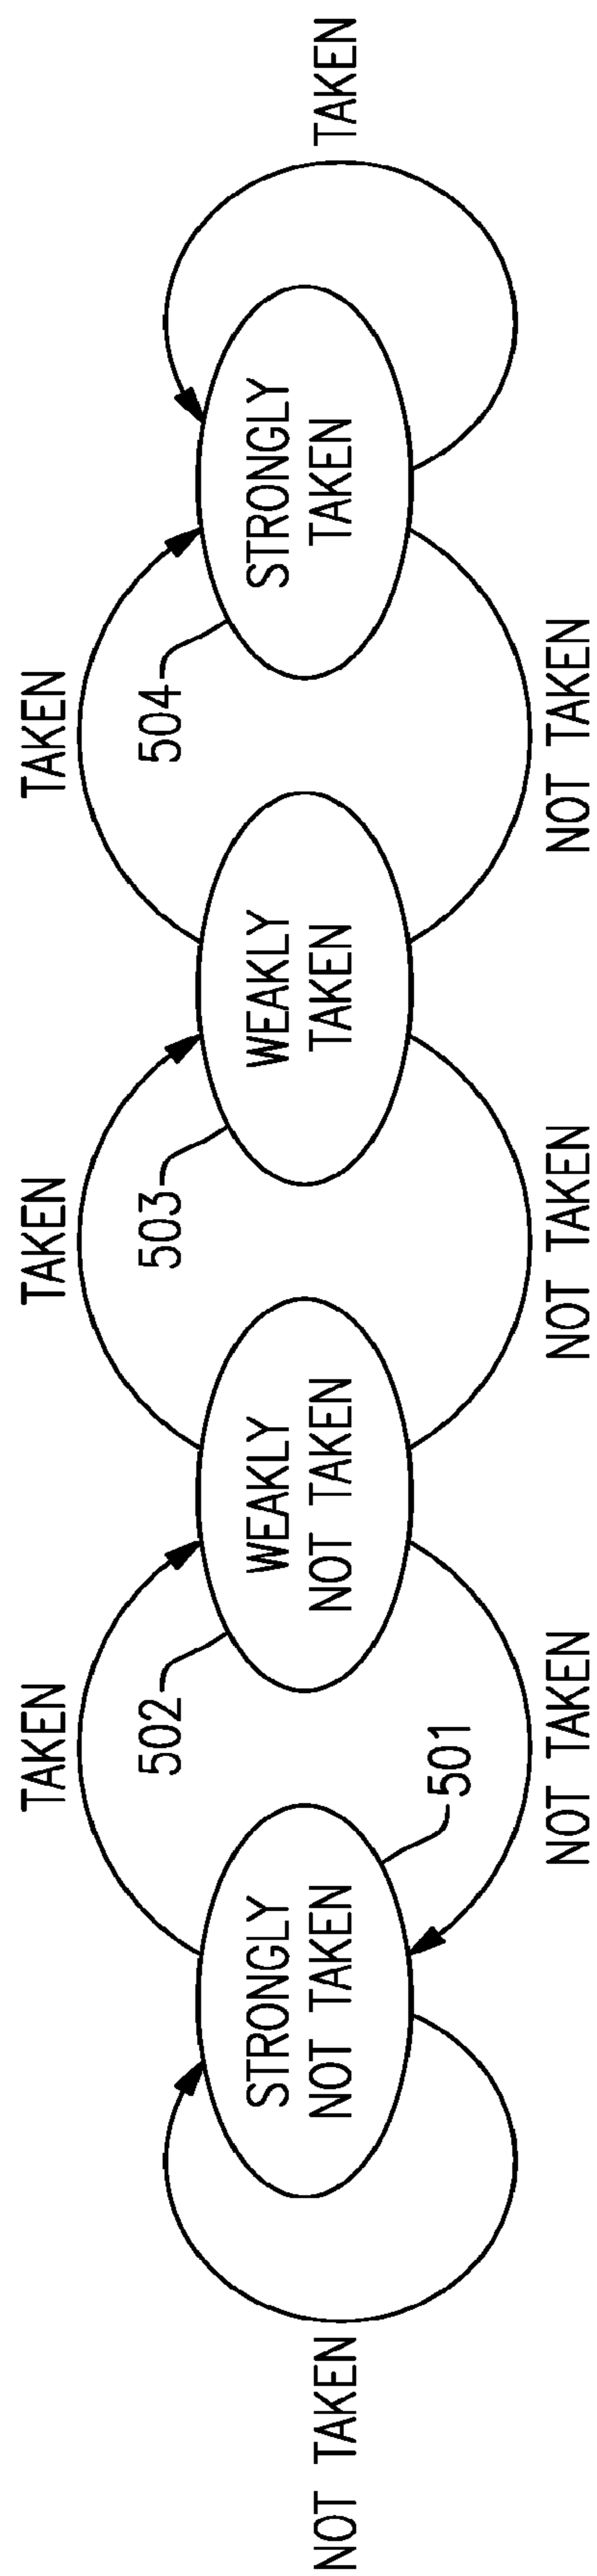 TAKEN
TAKEN
TAKEN
502
503
504
NOT TAKEN
STRONGLY
NOT TAKEN
WEAKLY
NOT TAKEN
WEAKLY
TAKEN
STRONGLY
TAKEN
TAKEN
501
NOT TAKEN
NOT TAKEN
NOT TAKEN